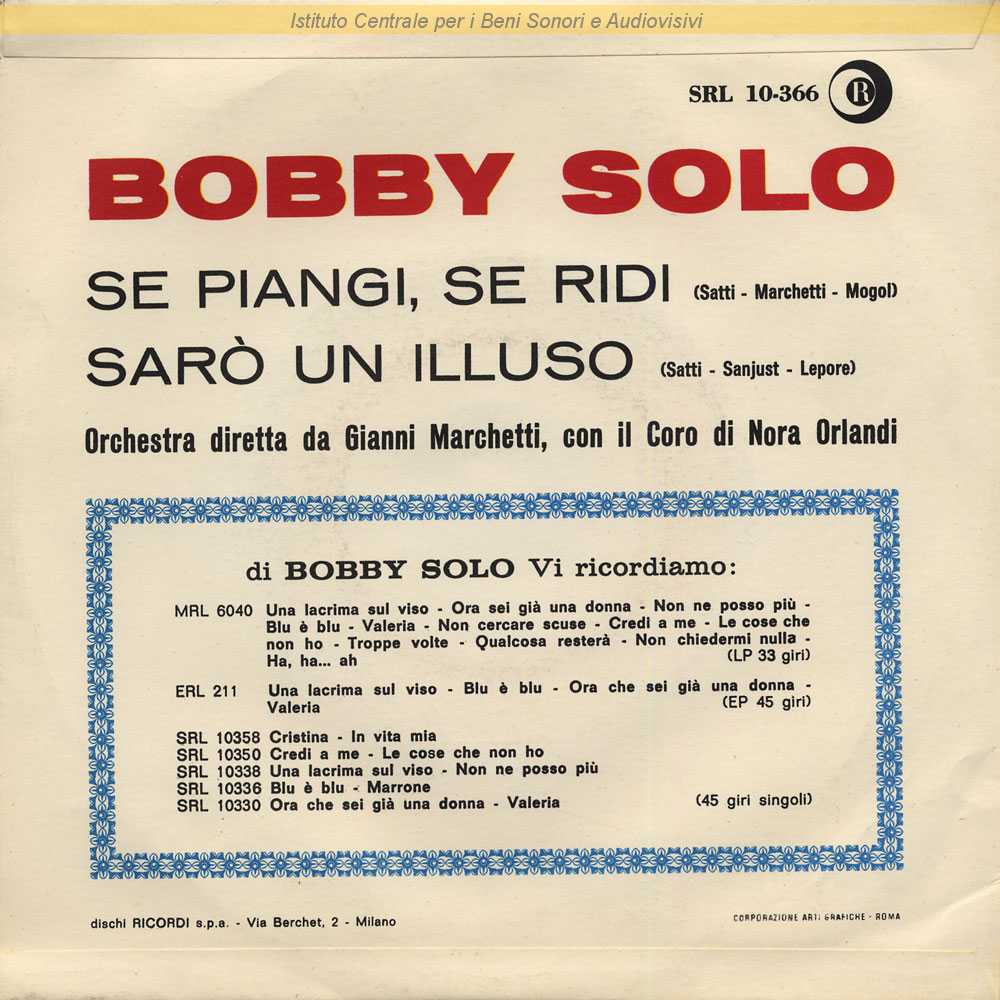 Istituto Centrale per i Beni Sonori e Audiovisivi
SRL 10-366 R
BOBBY SOLO
SE PIANGI, SE RIDI (Satti - Marchetti - Mogol)
SARÒ UN ILLUSO (Satti - Sanjust - Lepore)
Orchestra diretta da Gianni Marchetti, con il Coro di Nora Orlandi
di BOBBY SOLO Vi ricordiamo:
MRL 6040 Una lacrima sul viso - Ora sei già una donna - Non ne posso più -
Blu è blu - Valeria - Non cercare scuse - Credi a me - Le cose che
non ho - Troppe volte - Qualcosa resterà - Non chiedermi nulla -
Ha, ha... ah (LP 33 giri)
ERL 211 Una lacrima sul viso - Blu è blu - Ora che sei già una donna -
Valeria (EP 45 giri)
SRL 10358 Cristina - In vita mia
SRL 10350 Credi a me - Le cose che non ho
SRL 10338 Una lacrima sul viso - Non ne posso più
SRL 10336 Blu è blu - Marrone
SRL 10330 Ora che sei già una donna - Valeria (45 giri singoli)
dischi RICORDI s.p.a. - Via Berchet, 2 - Milano
CORPORAZIONE ARTI GRAFICHE - ROMA